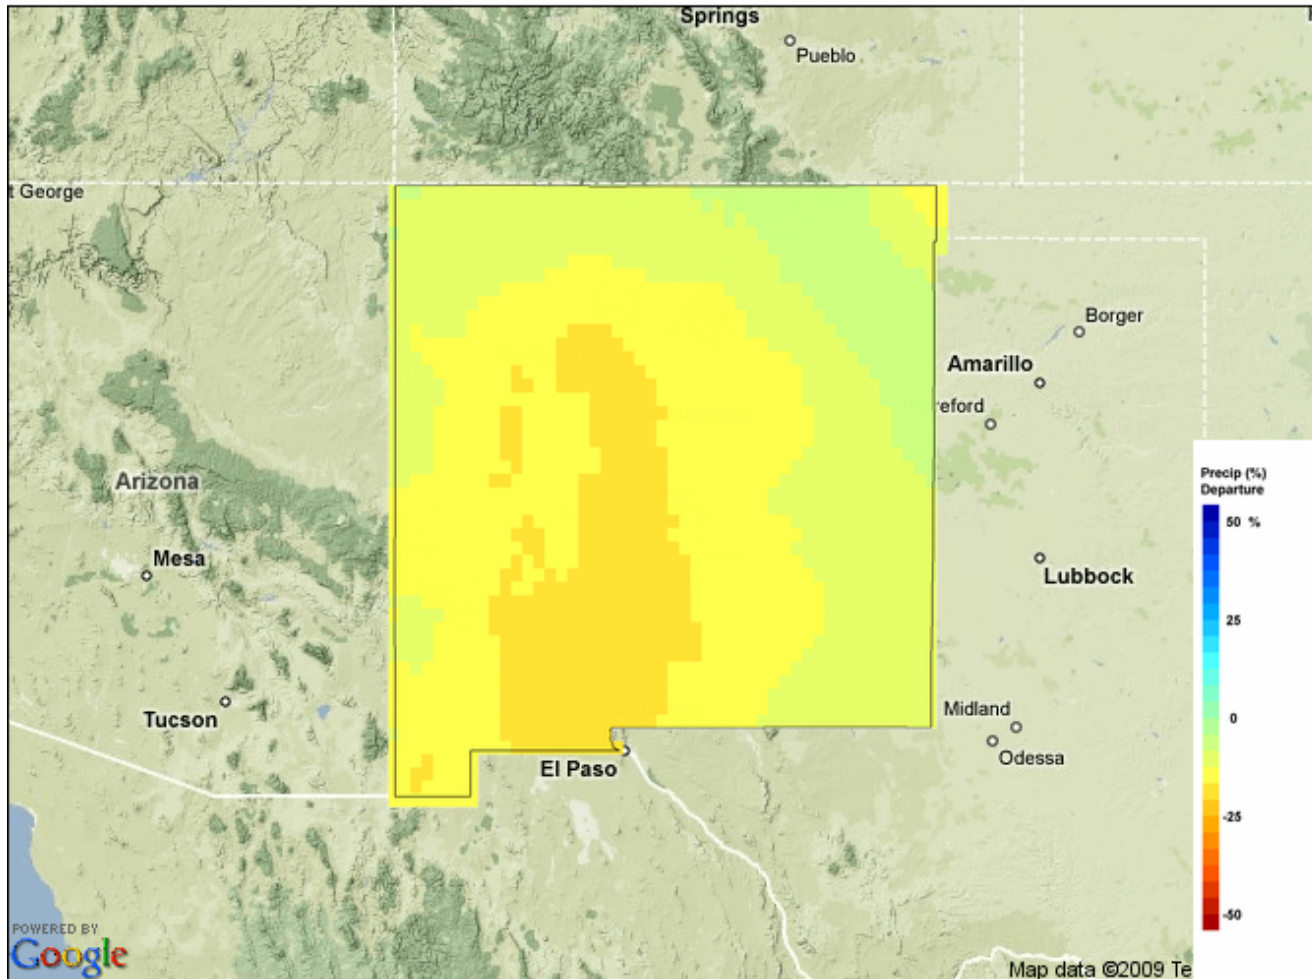 Springs
Pueblo
t George
Borger
Amarillo
reford
Arizona
Mesa
Lubbock
Tucson
Midland
Odessa
El Paso
Precip (%)
Departure
50 %
25
0
-25
-50
POWERED BY
Google
Map data ©2009 Te